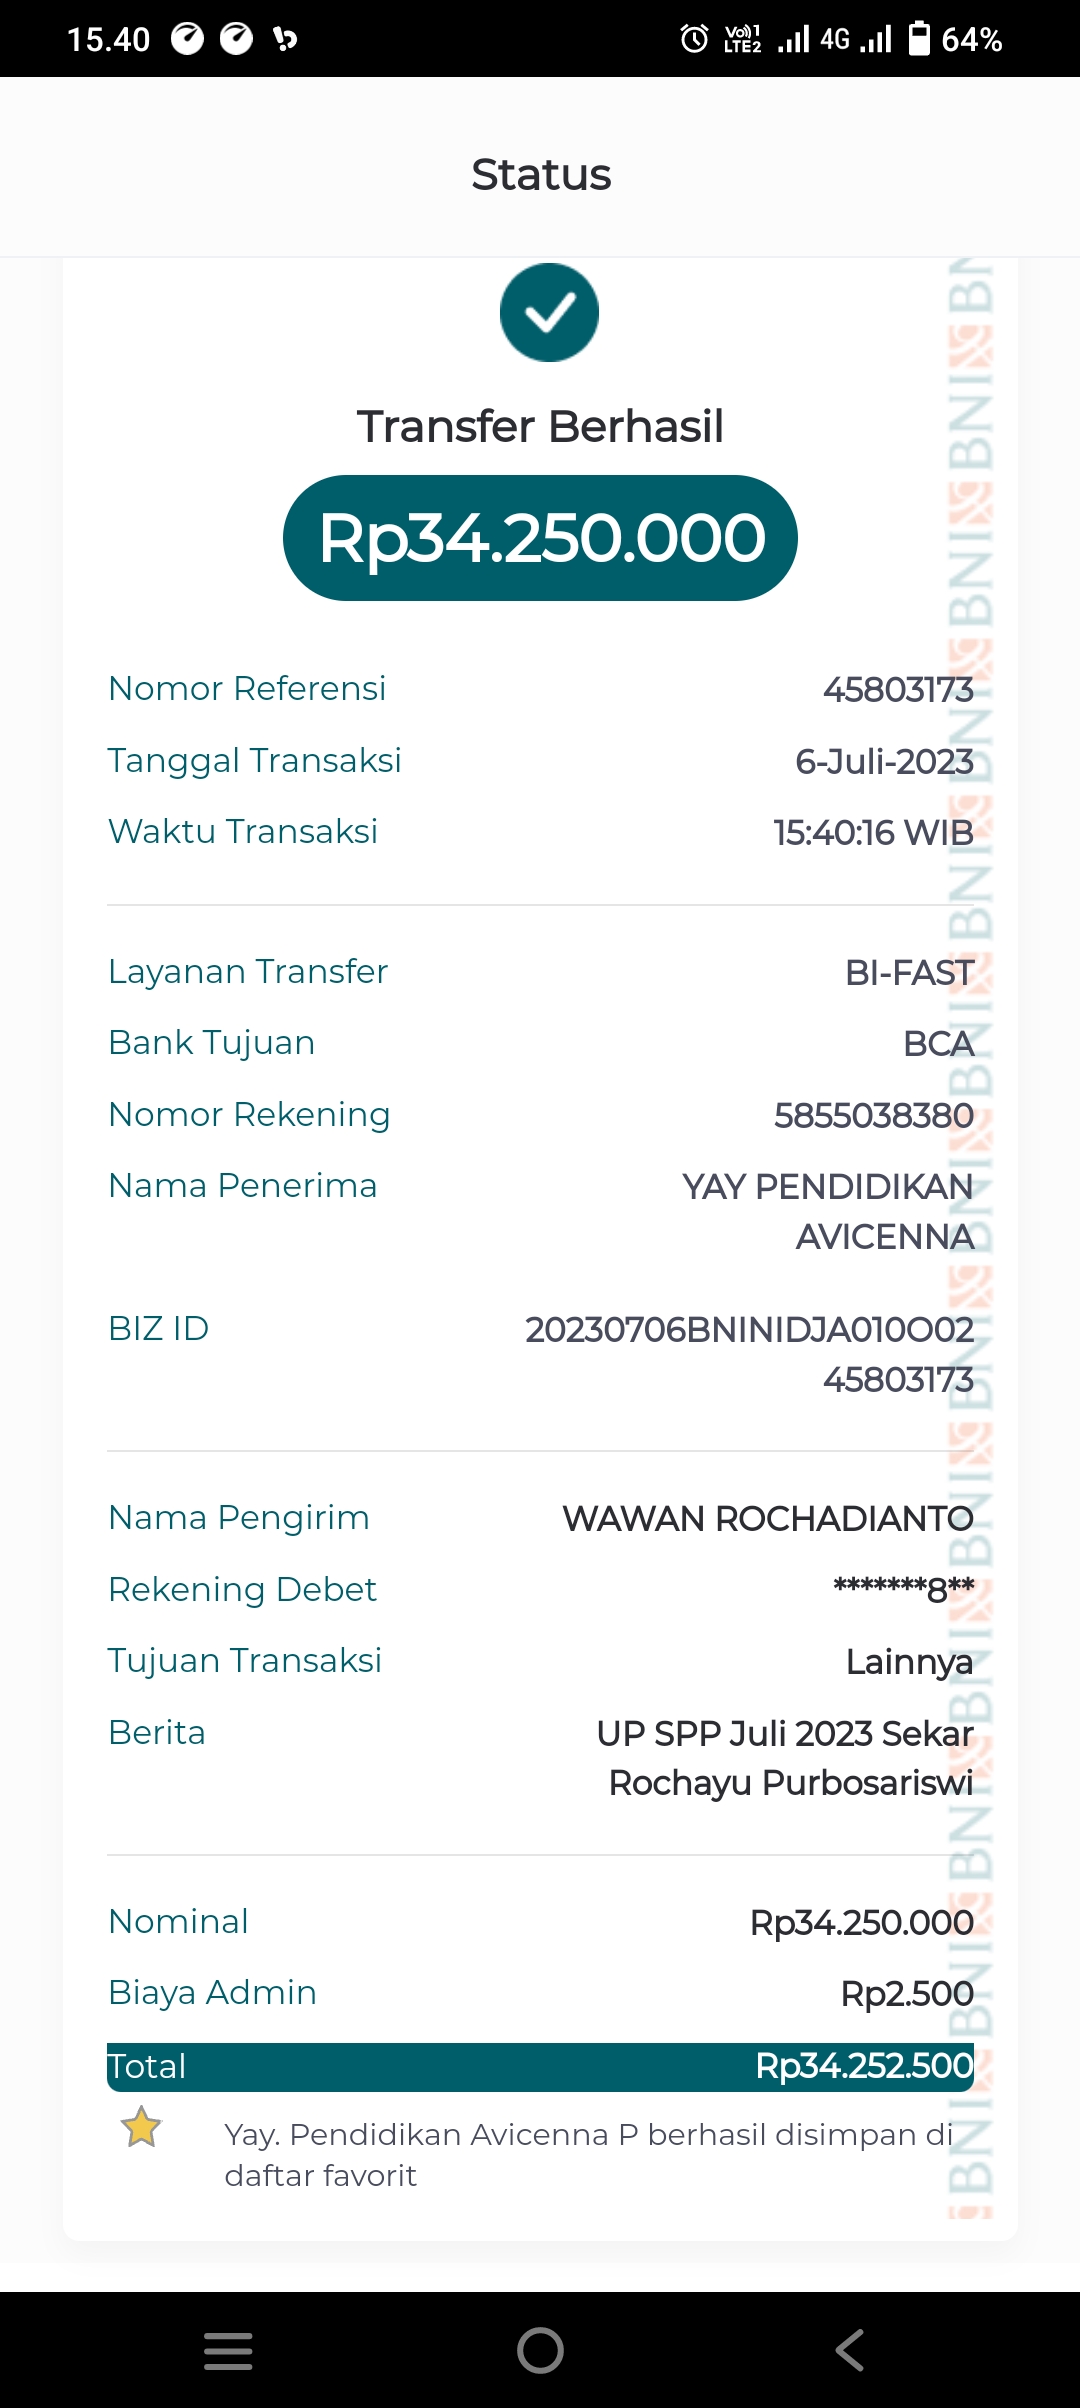 15.40 Vo)) 1 LTE2 4G 64%
Status
Transfer Berhasil
Rp34.250.000
Nomor Referensi 45803173
Tanggal Transaksi 6-Juli-2023
Waktu Transaksi 15:40:16 WIB
Layanan Transfer BI-FAST
Bank Tujuan BCA
Nomor Rekening 5855038380
Nama Penerima YAY PENDIDIKAN
AVICENNA
BIZ ID 20230706BNINIDJA010O02
45803173
Nama Pengirim WAWAN ROCHADIANTO
Rekening Debet *******8**
Tujuan Transaksi Lainnya
Berita UP SPP Juli 2023 Sekar
Rochayu Purbosariswi
Nominal Rp34.250.000
Biaya Admin Rp2.500
Total Rp34.252.500
Yay. Pendidikan Avicenna P berhasil disimpan di
daftar favorit
BNI BNI BNI BNI BNI BNI BNI BNI BNI BNI BNI BNI BNI